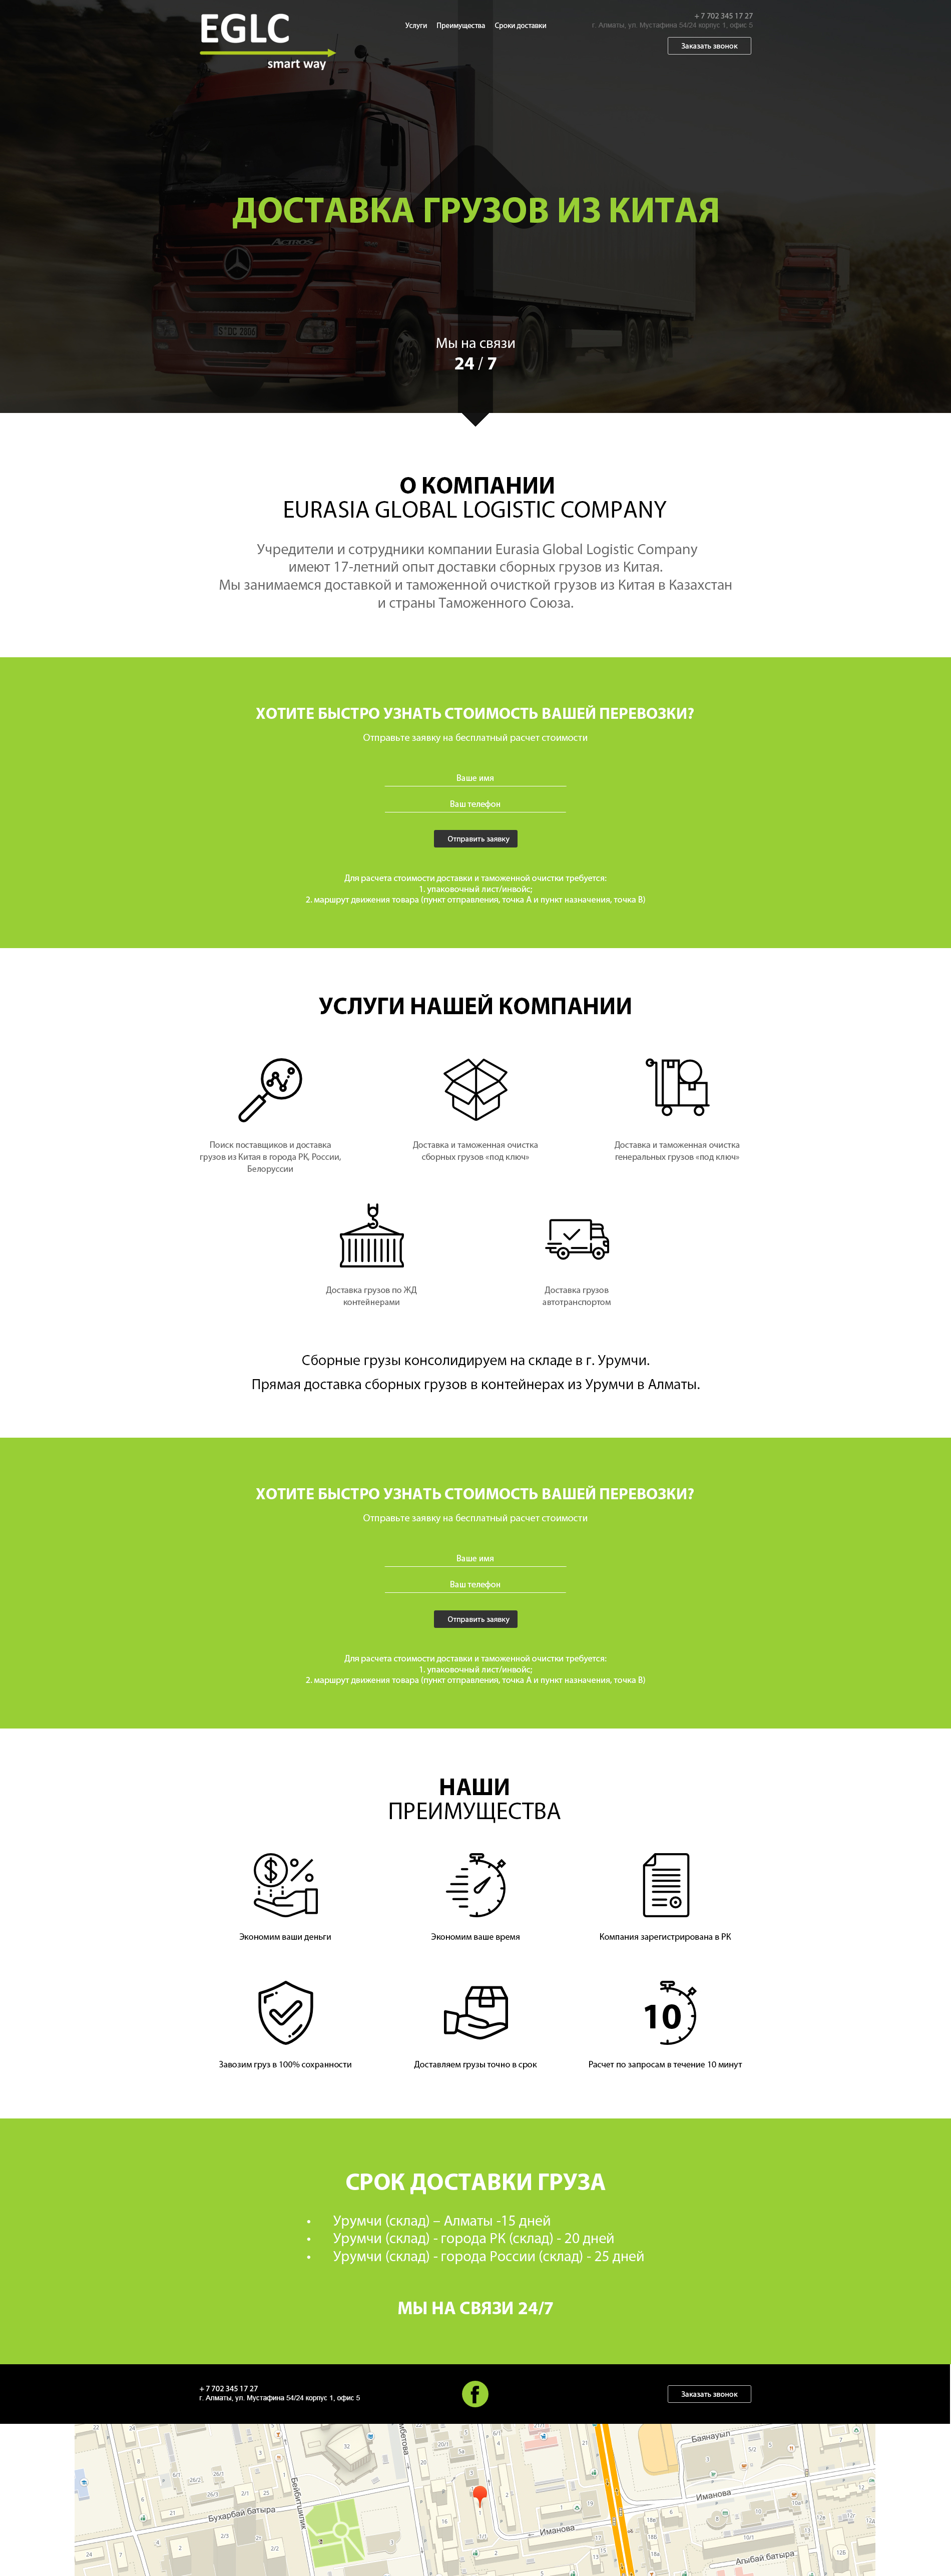 EGLC
smart way
Услуги Преимущества Сроки доставки
+ 7 702 345 17 27
г. Алматы, ул. Мустафина 54/24 корпус 1, офис 5
Заказать звонок
ДОСТАВКА ГРУЗОВ ИЗ КИТАЯ
ACTROS
Мы на связи
24 / 7
О КОМПАНИИ
EURASIA GLOBAL LOGISTIC COMPANY
Учредители и сотрудники компании Eurasia Global Logistic Company
имеют 17-летний опыт доставки сборных грузов из Китая.
Мы занимаемся доставкой и таможенной очисткой грузов из Китая в Казахстан
и страны Таможенного Союза.
ХОТИТЕ БЫСТРО УЗНАТЬ СТОИМОСТЬ ВАШЕЙ ПЕРЕВОЗКИ?
Отправьте заявку на бесплатный расчет стоимости
Ваше имя
Ваш телефон
Отправить заявку
Для расчета стоимости доставки и таможенной очистки требуется:
1. упаковочный лист/инвойс;
2. маршрут движения товара (пункт отправления, точка А и пункт назначения, точка В)
УСЛУГИ НАШЕЙ КОМПАНИИ
Поиск поставщиков и доставка
грузов из Китая в города РК, России,
Белоруссии
Доставка и таможенная очистка
сборных грузов «под ключ»
Доставка и таможенная очистка
генеральных грузов «под ключ»
Доставка грузов по ЖД
контейнерами
Доставка грузов
автотранспортом
Сборные грузы консолидируем на складе в г. Урумчи.
Прямая доставка сборных грузов в контейнерах из Урумчи в Алматы.
ХОТИТЕ БЫСТРО УЗНАТЬ СТОИМОСТЬ ВАШЕЙ ПЕРЕВОЗКИ?
Отправьте заявку на бесплатный расчет стоимости
Ваше имя
Ваш телефон
Отправить заявку
Для расчета стоимости доставки и таможенной очистки требуется:
1. упаковочный лист/инвойс;
2. маршрут движения товара (пункт отправления, точка А и пункт назначения, точка В)
НАШИ
ПРЕИМУЩЕСТВА
Экономим ваши деньги
Экономим ваше время
Компания зарегистрирована в РК
10
Завозим груз в 100% сохранности
Доставляем грузы точно в срок
Расчет по запросам в течение 10 минут
СРОК ДОСТАВКИ ГРУЗА
• Урумчи (склад) – Алматы -15 дней
• Урумчи (склад) - города РК (склад) - 20 дней
• Урумчи (склад) - города России (склад) - 25 дней
МЫ НА СВЯЗИ 24/7
+ 7 702 345 17 27
г. Алматы, ул. Мустафина 54/24 корпус 1, офис 5
f
Заказать звонок
Баянауыл
Бейбитшилик
Бухарбай батыра
Иманова
Иманова
Агыбай батыра